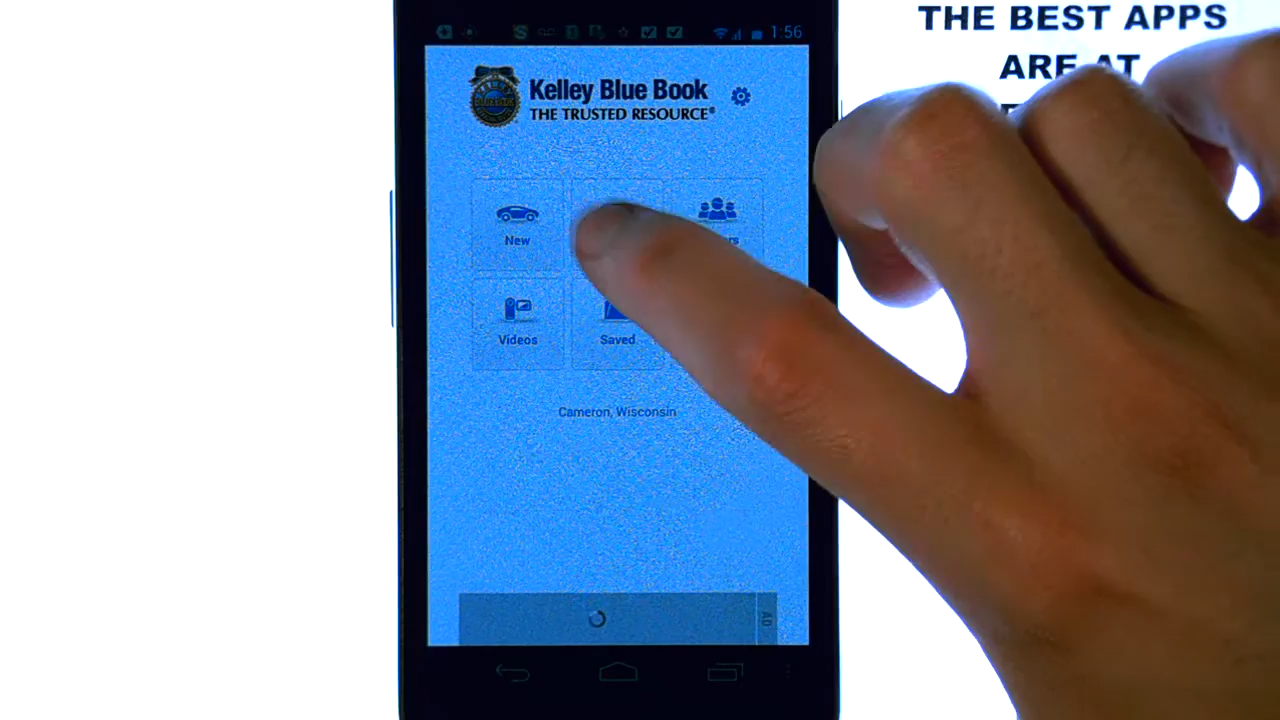 THE BEST APPS
ARE AT
1:56
Kelley Blue Book
THE TRUSTED RESOURCE®
New
Videos
Saved
Cameron, Wisconsin
AD